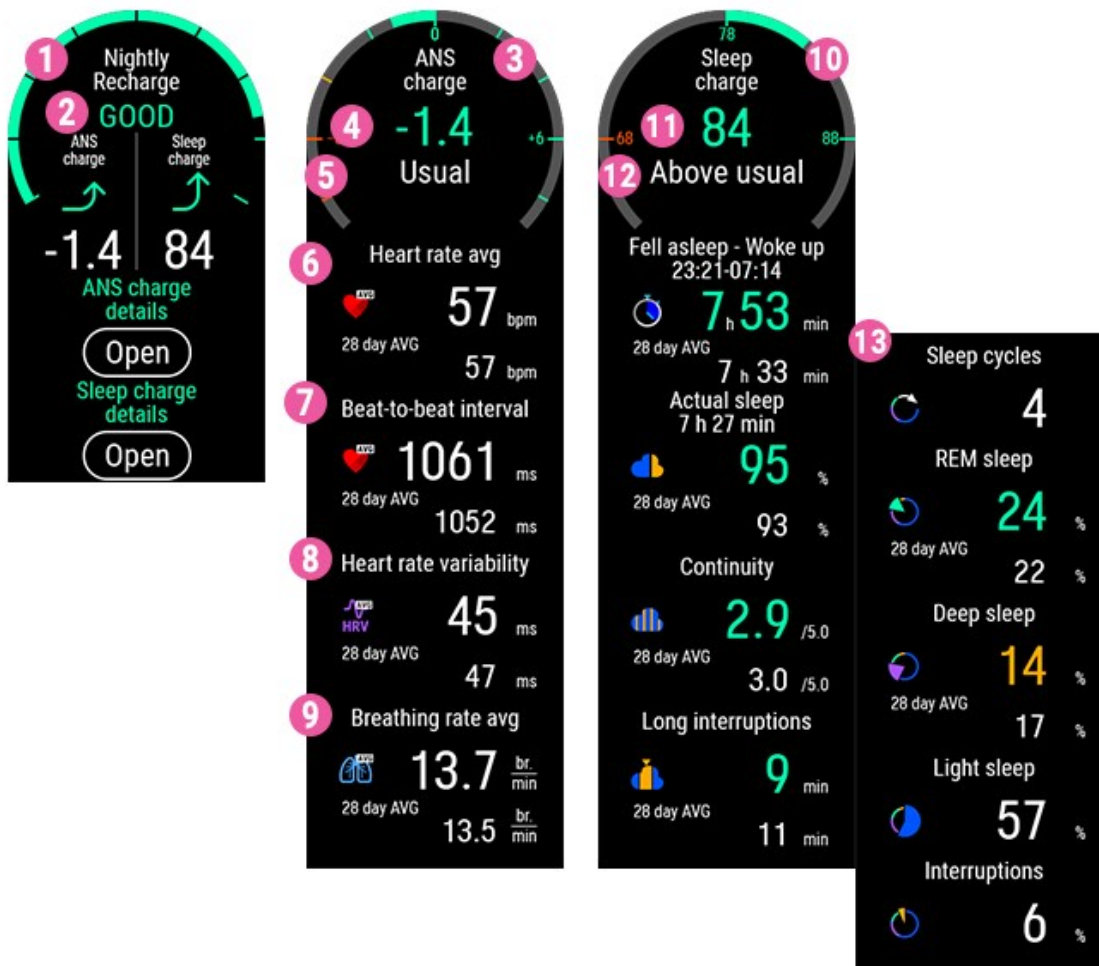 1
Nightly
Recharge
2
GOOD
ANS
charge
Sleep
charge
-1.4
84
ANS charge
details
Open
Sleep charge
details
Open
0
3
ANS
charge
4
-1.4
+6
5
Usual
6
Heart rate avg
AVG
57 bpm
28 day AVG
57 bpm
7
Beat-to-beat interval
AVG
1061 ms
28 day AVG
1052 ms
8
Heart rate variability
AVG
HRV
45 ms
28 day AVG
47 ms
9
Breathing rate avg
AVG
13.7 br.
min
28 day AVG
13.5 br.
min
78
10
Sleep
charge
68
11
84
88
12
Above usual
Fell asleep - Woke up
23:21-07:14
7 h 53 min
28 day AVG
7 h 33 min
Actual sleep
7 h 27 min
95 %
28 day AVG
93 %
Continuity
2.9 /5.0
28 day AVG
3.0 /5.0
Long interruptions
9 min
28 day AVG
11 min
13
Sleep cycles
4
REM sleep
24 %
28 day AVG
22 %
Deep sleep
14 %
28 day AVG
17 %
Light sleep
57 %
Interruptions
6 %